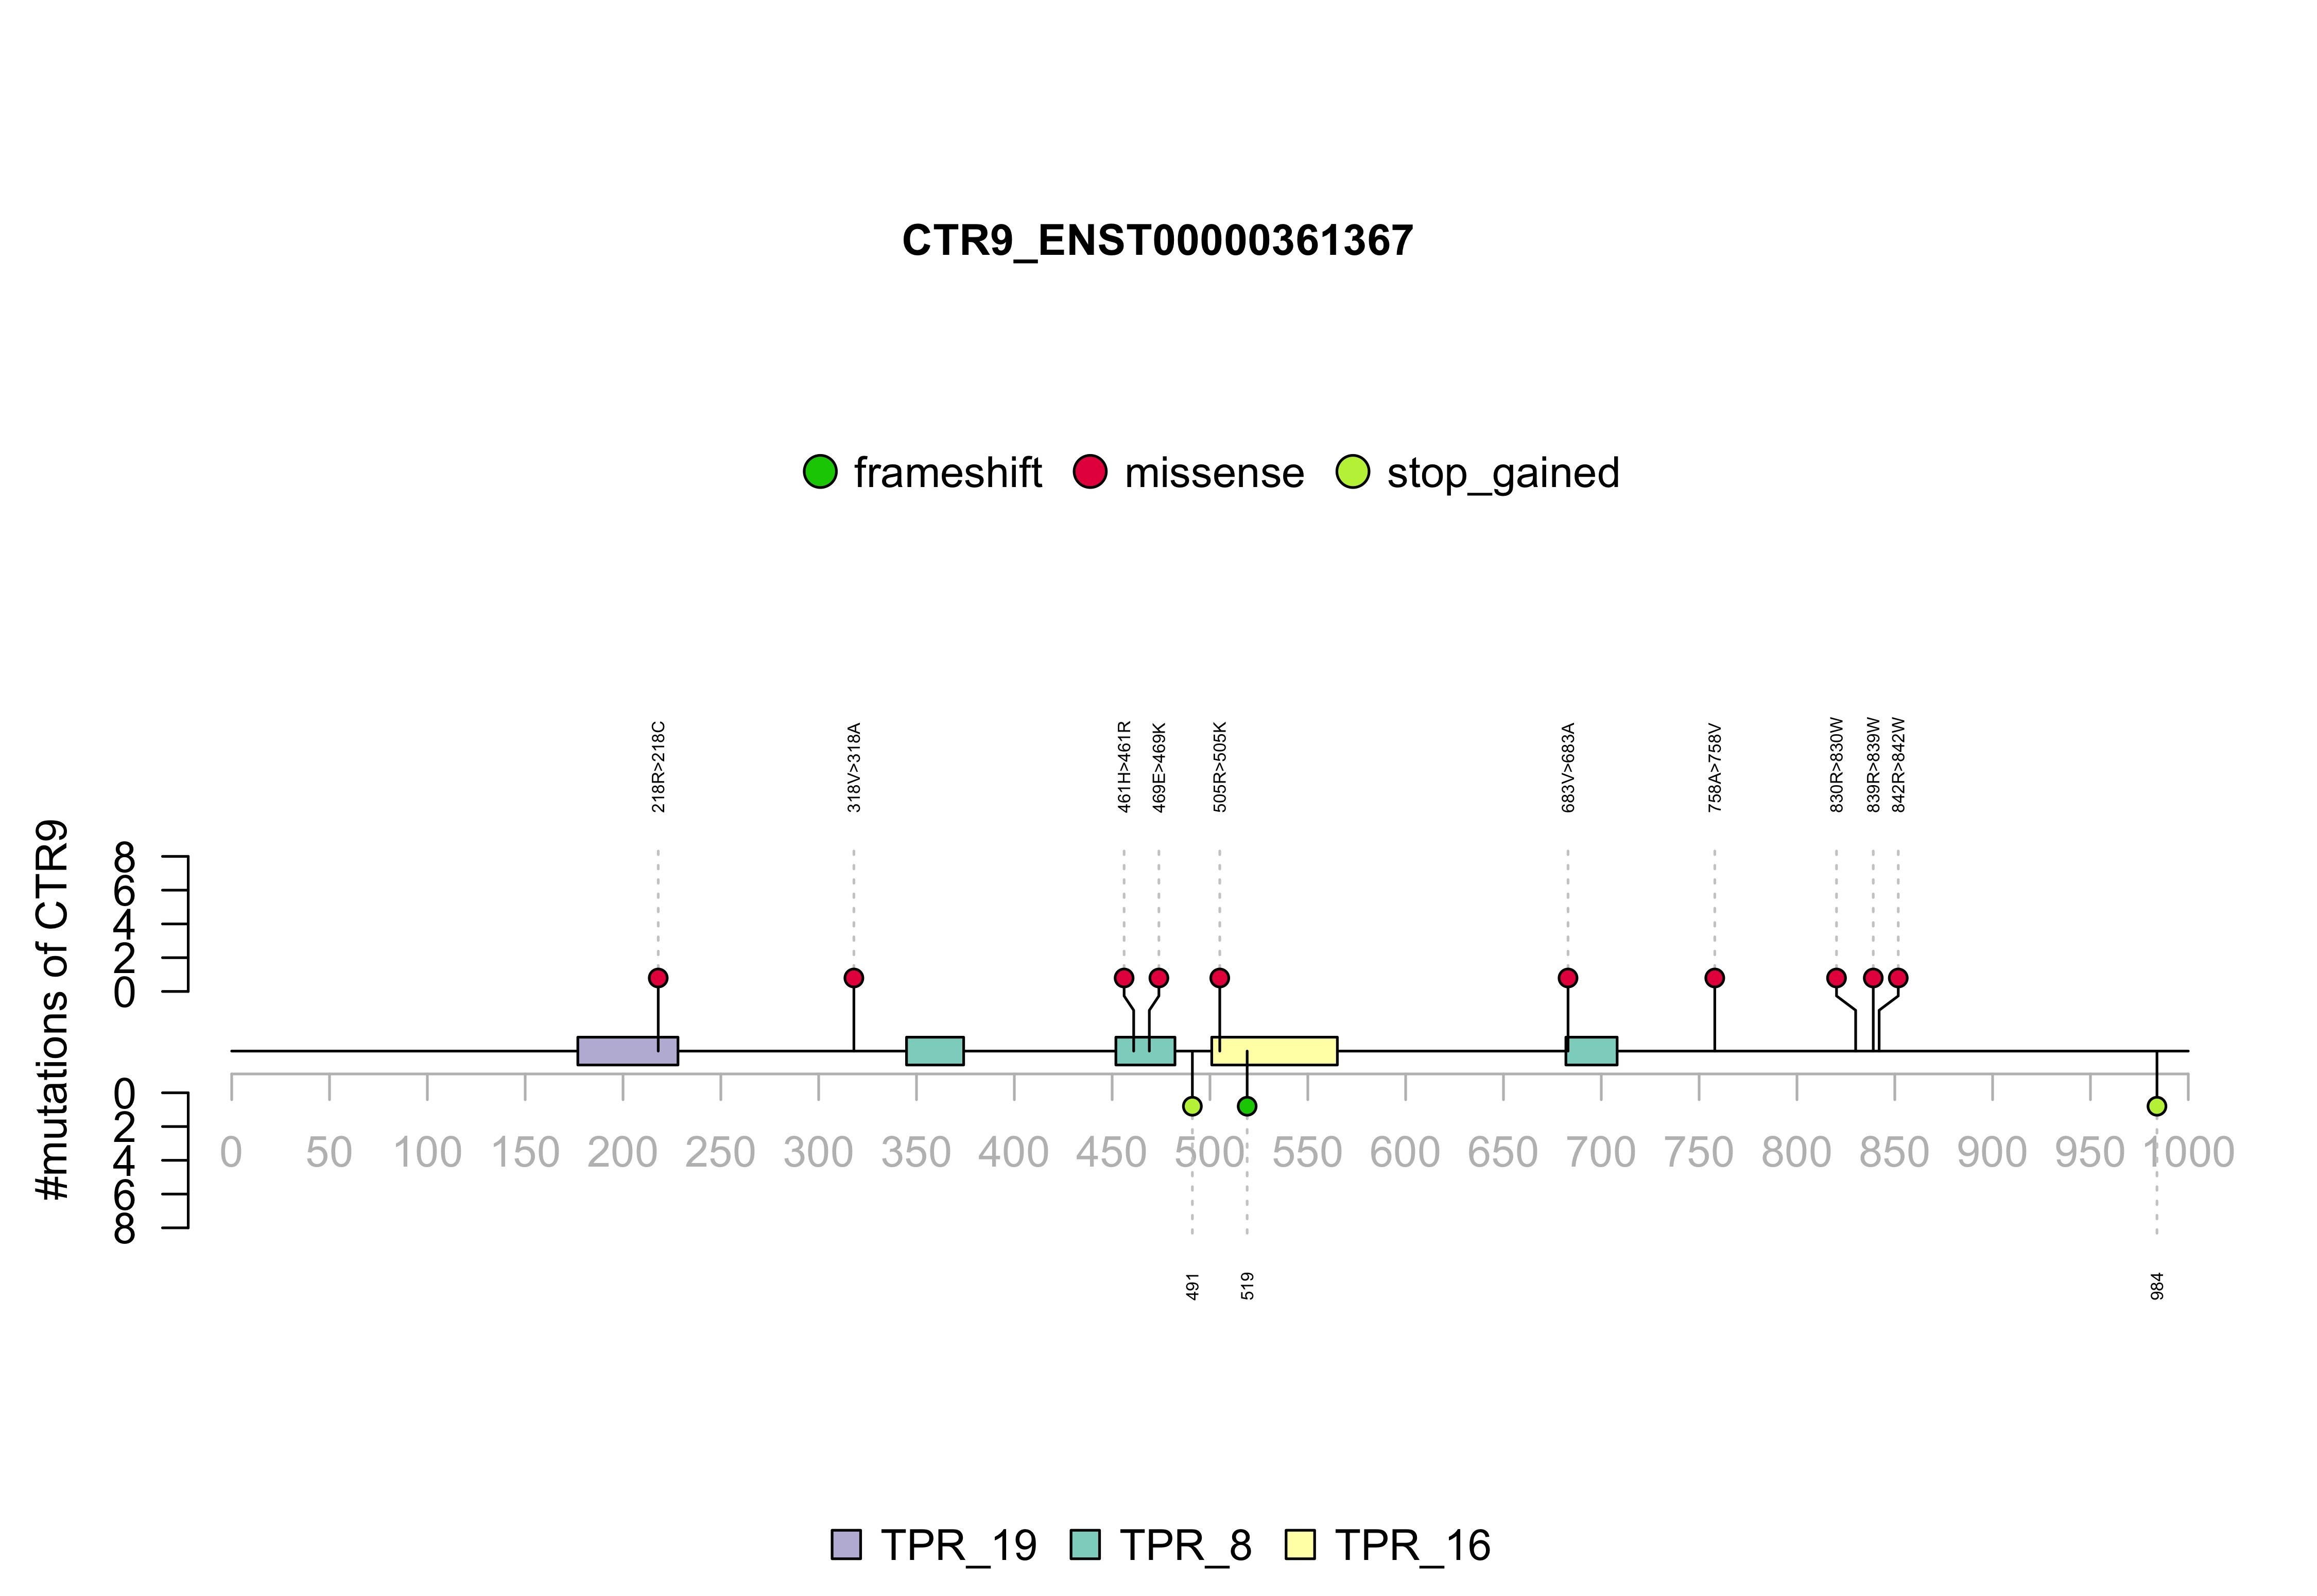 CTR9_ENST00000361367
frameshift missense stop_gained
218R>218C
318V>318A
461H>461R
469E>469K
505R>505K
683V>683A
758A>758V
830R>830W
839R>839W
842R>842W
#mutations of CTR9
8
6
4
2
0
0
2
4
6
8
0 50 100 150 200 250 300 350 400 450 500 550 600 650 700 750 800 850 900 950 1000
491
519
984
TPR_19 TPR_8 TPR_16